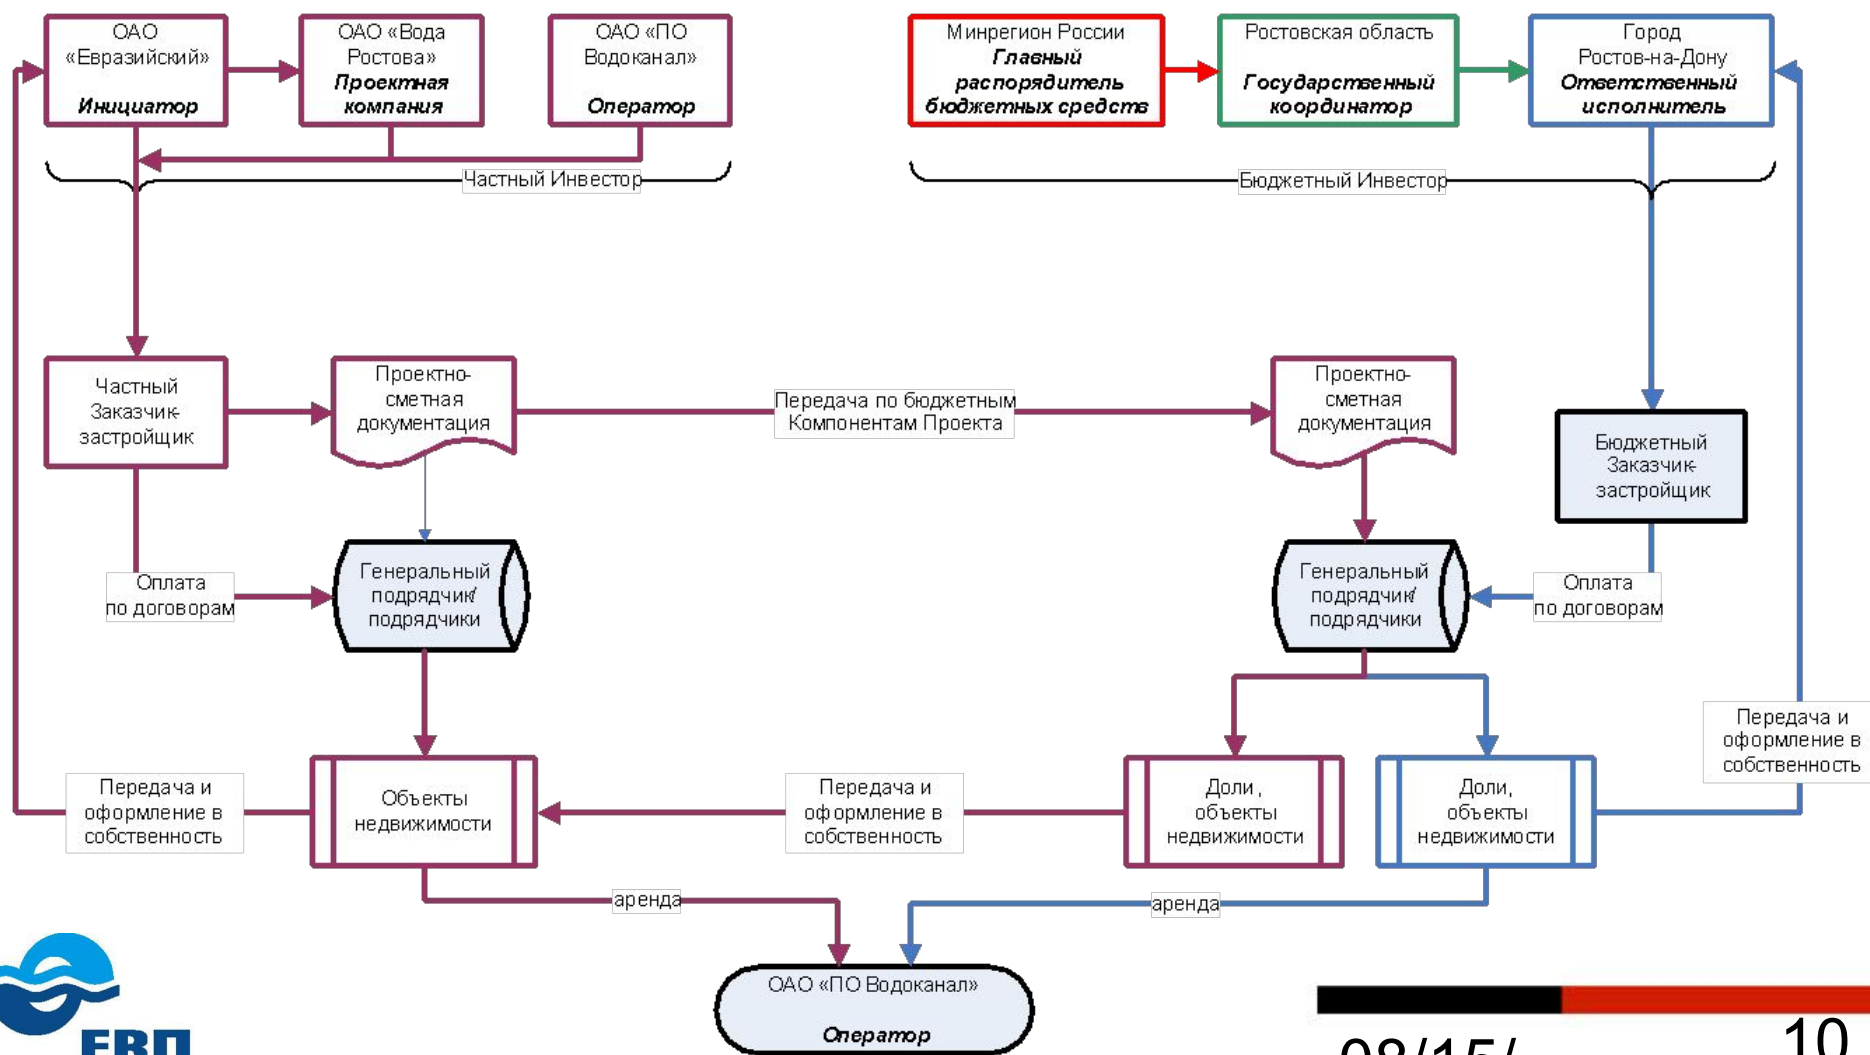 ОАО
«Евразийский»
Инициатор
ОАО «Вода
Ростова»
Проектная
компания
ОАО «ПО
Водоканал»
Оператор
Минрегион России
Главный
распорядитель
бюджетных средств
Ростовская область
Государственный
координатор
Город
Ростов-на-Дону
Ответственный
исполнитель
Частный Инвестор
Бюджетный Инвестор
Частный
Заказчик-
застройщик
Проектно-
сметная
документация
Передача по бюджетным
Компонентам Проекта
Проектно-
сметная
документация
Бюджетный
Заказчик-
застройщик
Оплата
по договорам
Генеральный
подрядчик/
подрядчики
Генеральный
подрядчик/
подрядчики
Оплата
по договорам
Передача и
оформление в
собственность
Передача и
оформление в
собственность
Объекты
недвижимости
Передача и
оформление в
собственность
Доли,
объекты
недвижимости
Доли,
объекты
недвижимости
аренда
аренда
ОАО «ПО Водоканал»
Оператор
ЕВП
08/15/
10